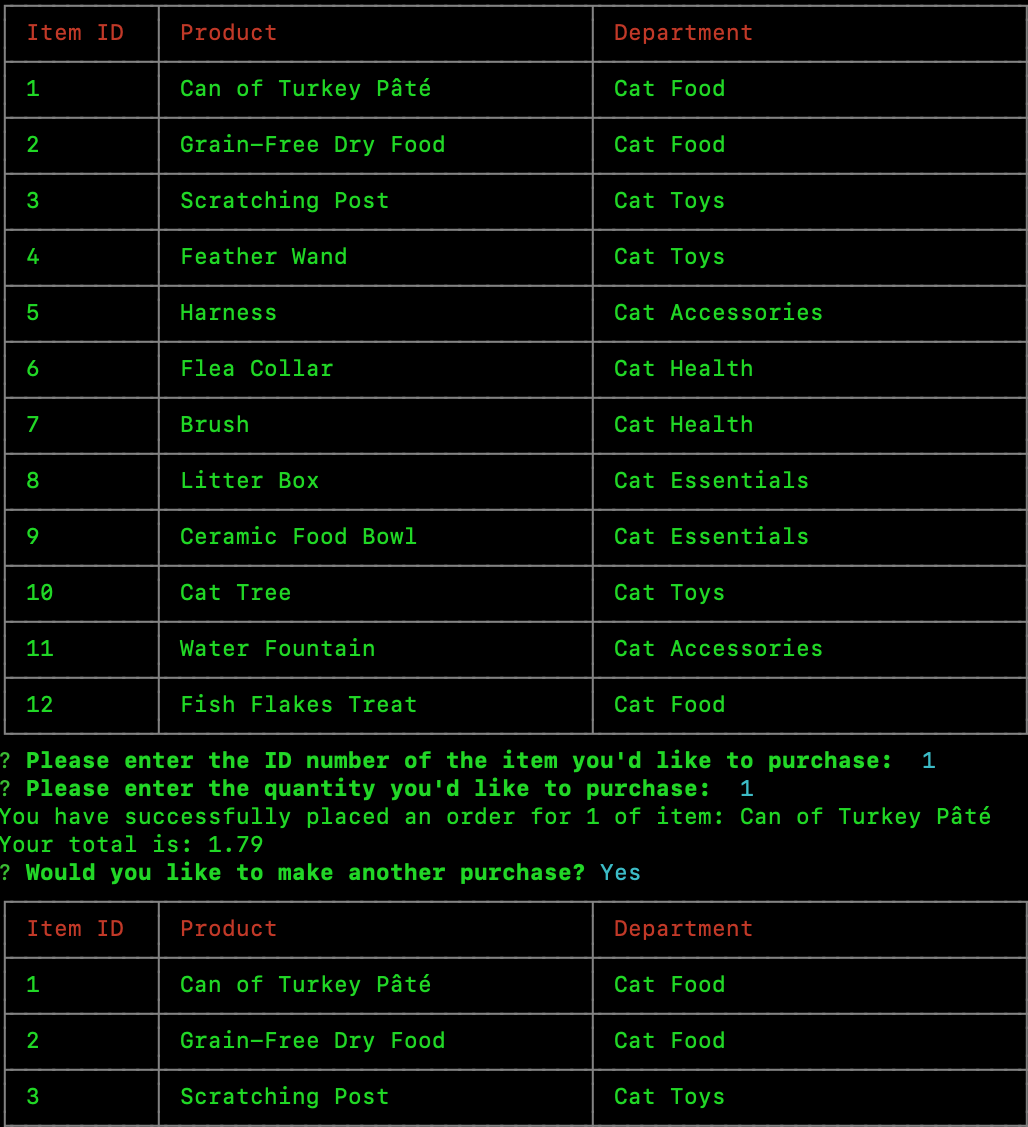 Item ID Product Department
1 Can of Turkey Pâté Cat Food
2 Grain-Free Dry Food Cat Food
3 Scratching Post Cat Toys
4 Feather Wand Cat Toys
5 Harness Cat Accessories
6 Flea Collar Cat Health
7 Brush Cat Health
8 Litter Box Cat Essentials
9 Ceramic Food Bowl Cat Essentials
10 Cat Tree Cat Toys
11 Water Fountain Cat Accessories
12 Fish Flakes Treat Cat Food
? Please enter the ID number of the item you'd like to purchase: 1
? Please enter the quantity you'd like to purchase: 1
You have successfully placed an order for 1 of item: Can of Turkey Pâté
Your total is: 1.79
? Would you like to make another purchase? Yes
Item ID Product Department
1 Can of Turkey Pâté Cat Food
2 Grain-Free Dry Food Cat Food
3 Scratching Post Cat Toys